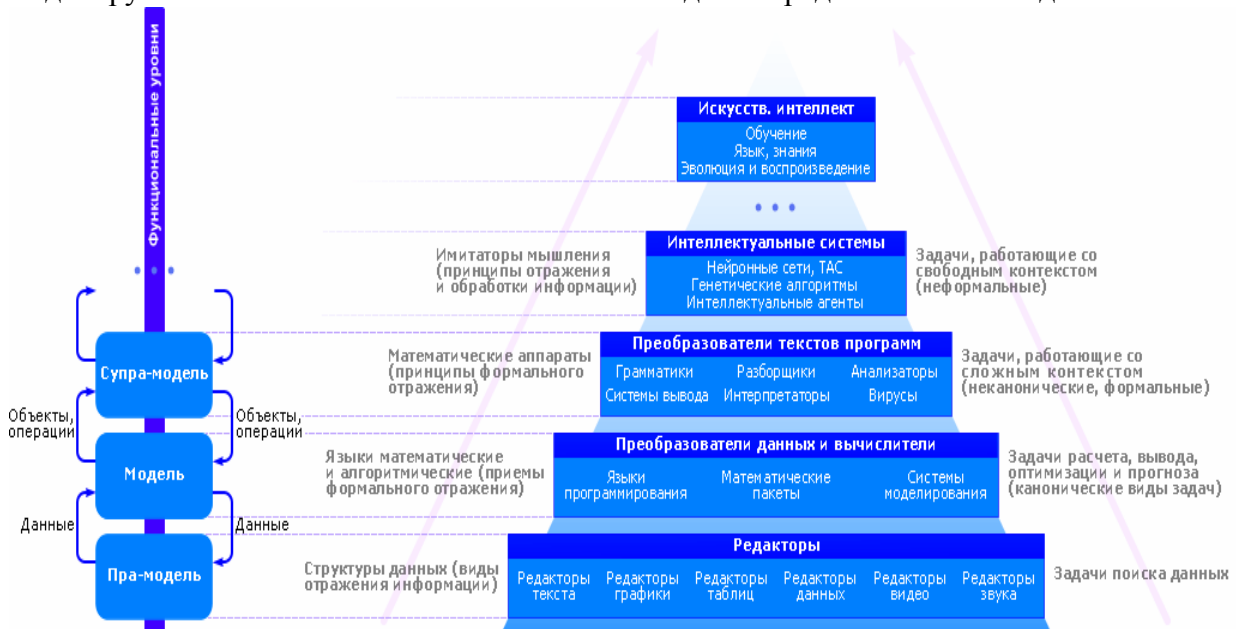 Функциональные уровни
Искусств. интеллект
Обучение
Язык, знания
Эволюция и воспроизведение
Имитаторы мышления
(принципы отражения
и обработки информации)
Интеллектуальные системы
Нейронные сети, ТАС
Генетические алгоритмы
Интеллектуальные агенты
Задачи, работающие со
свободным контекстом
(неформальные)
Супра-модель
Математические аппараты
(принципы формального
отражения)
Преобразователи текстов программ
Грамматики Разборщики Анализаторы
Системы вывода Интерпретаторы Вирусы
Задачи, работающие со
сложным контекстом
(неканонические, формальные)
Объекты,
операции
Объекты,
операции
Модель
Языки математические
и алгоритмические (приемы
формального отражения)
Преобразователи данных и вычислители
Языки
программирования
Математические
пакеты
Системы
моделирования
Задачи расчета, вывода,
оптимизации и прогноза
(канонические виды задач)
Данные
Данные
Пра-модель
Структуры данных (виды
отражения информации)
Редакторы
Редакторы
текста
Редакторы
графики
Редакторы
таблиц
Редакторы
данных
Редакторы
видео
Редакторы
звука
Задачи поиска данных